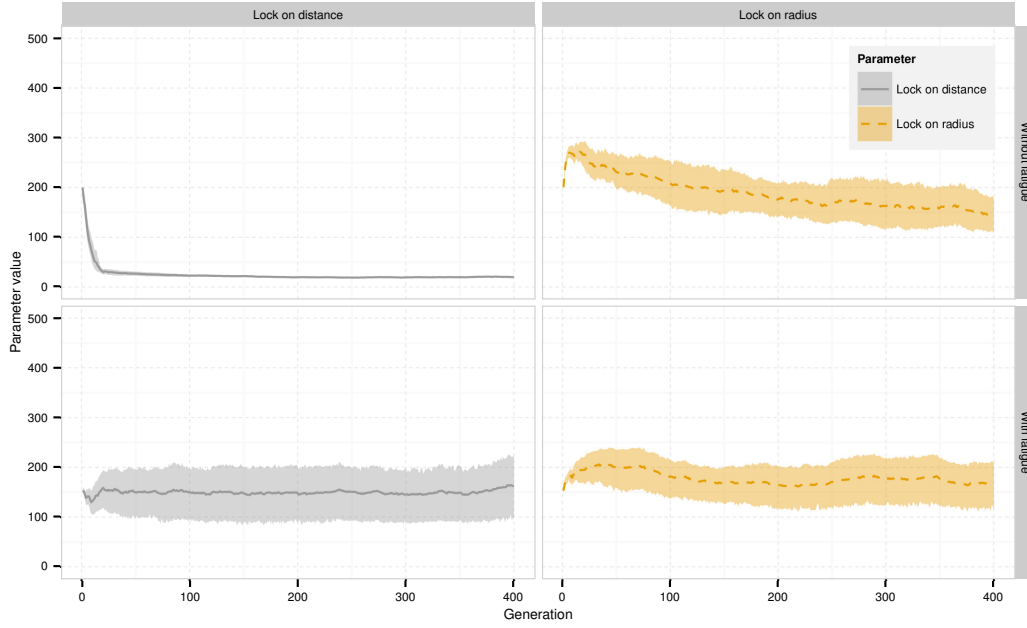 Lock on distance
Lock on radius
500
400
300
200
100
0
Parameter
Lock on distance
Lock on radius
Without fatigue
Parameter value
500
400
300
200
100
0
With fatigue
0 100 200 300 400
0 100 200 300 400
Generation